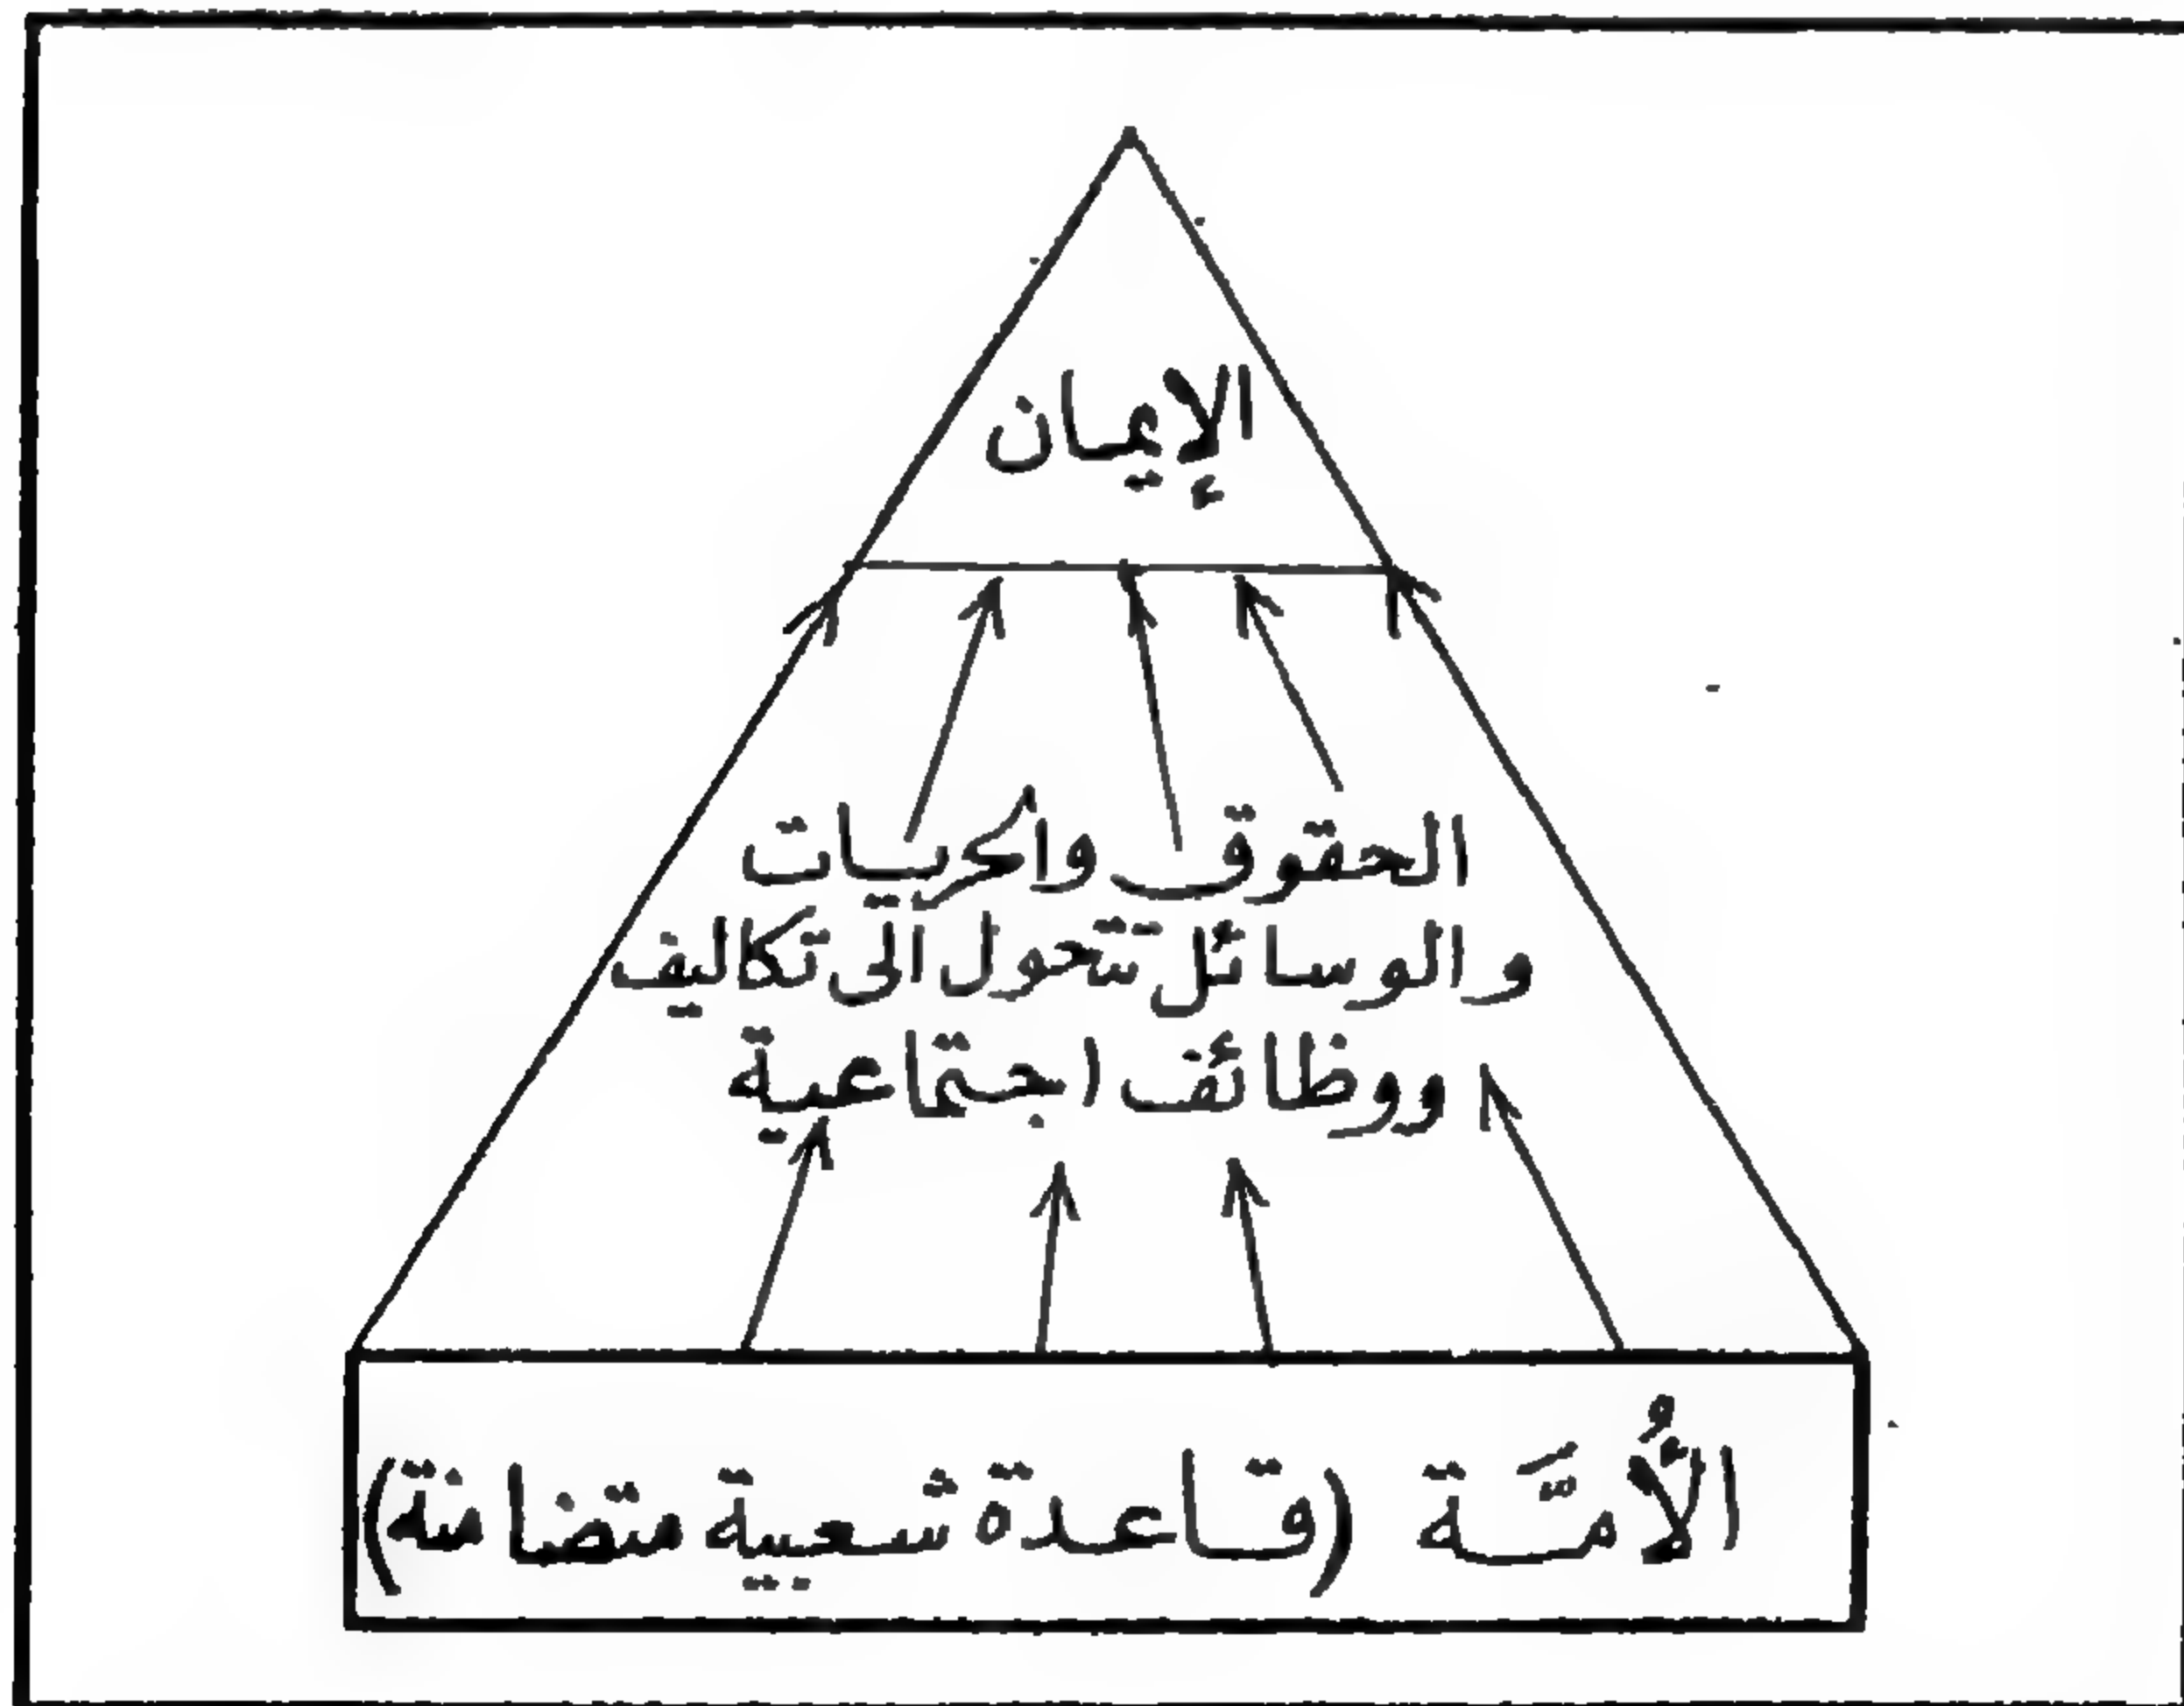 الإيمان
الحقوق والحريات
والوسائل تتحول الى تكاليف
ووظائف اجتماعية
الأُمَّة (قاعدة شعبية متضامنة)